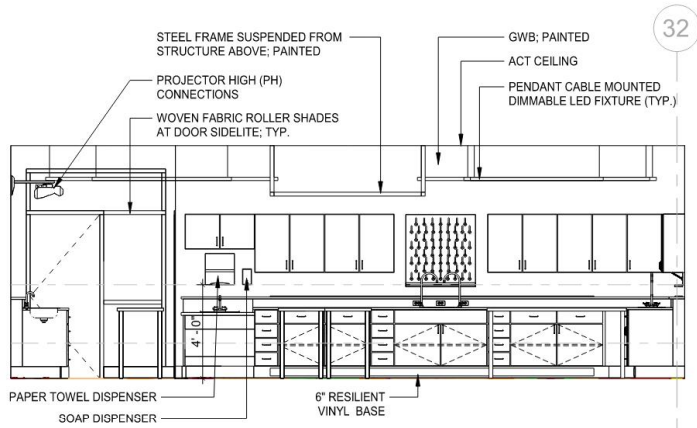 STEEL FRAME SUSPENDED FROM
STRUCTURE ABOVE; PAINTED
PROJECTOR HIGH (PH)
CONNECTIONS
WOVEN FABRIC ROLLER SHADES
AT DOOR SIDELITE; TYP.
GWB; PAINTED
ACT CEILING
PENDANT CABLE MOUNTED
DIMMABLE LED FIXTURE (TYP.)
32
4'-0"
PAPER TOWEL DISPENSER
SOAP DISPENSER
6" RESILIENT
VINYL BASE